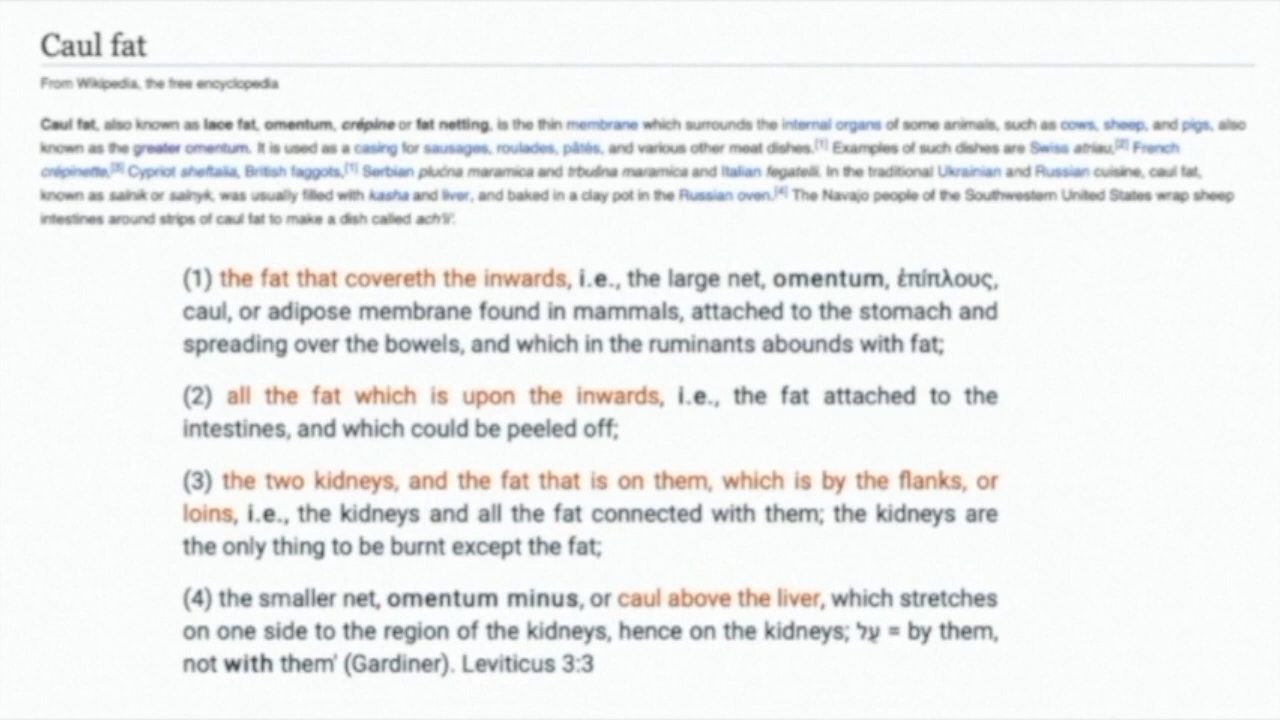 Caul fat
From Wikipedia, the free encyclopedia
Caul fat, also known as lace fat, omentum, crépine or fat netting, is the thin membrane which surrounds the internal organs of some animals, such as cows, sheep, and pigs, also
known as the greater omentum. It is used as a casing for sausages, roulades, pâtés, and various other meat dishes.[1] Examples of such dishes are Swiss atriau,[2] French
crépinette,[3] Cypriot sheftalia, British faggots,[1] Serbian plućna maramica and trbušna maramica and Italian fegatelli. In the traditional Ukrainian and Russian cuisine, caul fat,
known as salnik or salnyk, was usually filled with kasha and liver, and baked in a clay pot in the Russian oven.[4] The Navajo people of the Southwestern United States wrap sheep
intestines around strips of caul fat to make a dish called ach'íí'.
(1) the fat that covereth the inwards, i.e., the large net, omentum, ἐπίπλους,
caul, or adipose membrane found in mammals, attached to the stomach and
spreading over the bowels, and which in the ruminants abounds with fat;
(2) all the fat which is upon the inwards, i.e., the fat attached to the
intestines, and which could be peeled off;
(3) the two kidneys, and the fat that is on them, which is by the flanks, or
loins, i.e., the kidneys and all the fat connected with them; the kidneys are
the only thing to be burnt except the fat;
(4) the smaller net, omentum minus, or caul above the liver, which stretches
on one side to the region of the kidneys, hence on the kidneys; עָל = by them,
not with them' (Gardiner). Leviticus 3:3